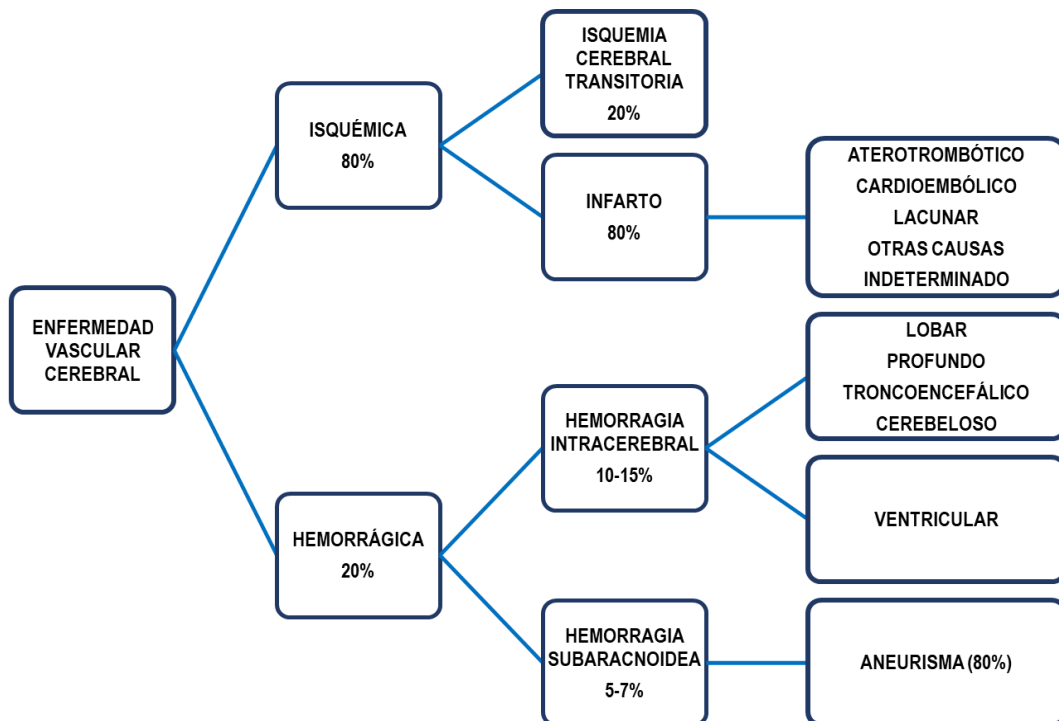 ENFERMEDAD
VASCULAR
CEREBRAL
ISQUÉMICA
80%
ISQUEMIA
CEREBRAL
TRANSITORIA
20%
INFARTO
80%
ATEROTROMBÓTICO
CARDIOEMBÓLICO
LACUNAR
OTRAS CAUSAS
INDETERMINADO
HEMORRÁGICA
20%
HEMORRAGIA
INTRACEREBRAL
10-15%
LOBAR
PROFUNDO
TRONCOENCEFÁLICO
CEREBELOSO
VENTRICULAR
HEMORRAGIA
SUBARACNOIDEA
5-7%
ANEURISMA (80%)